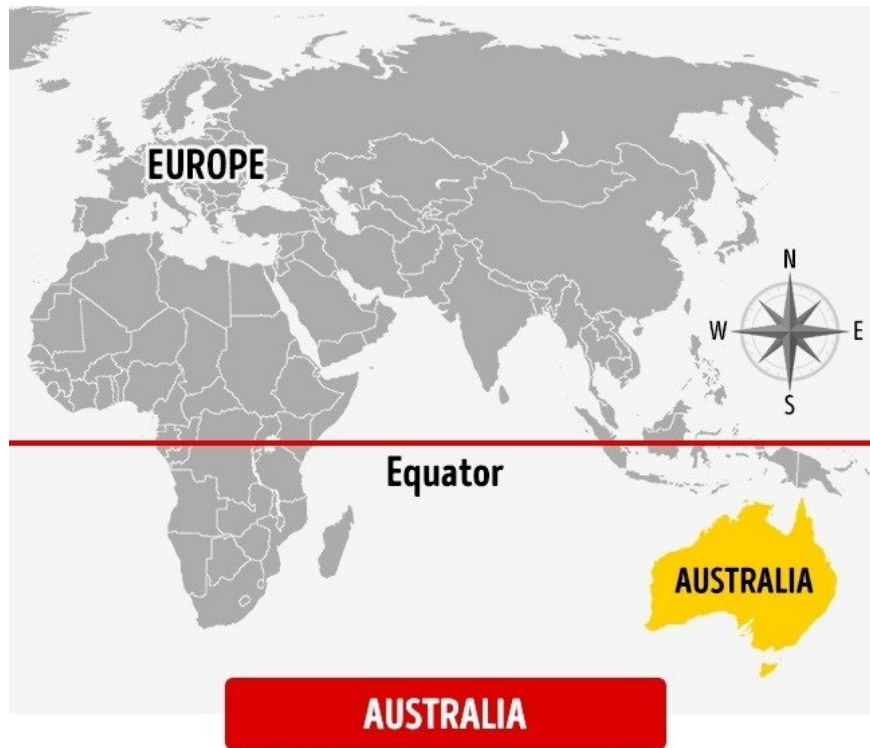 EUROPE
N
W
E
S
Equator
AUSTRALIA
AUSTRALIA